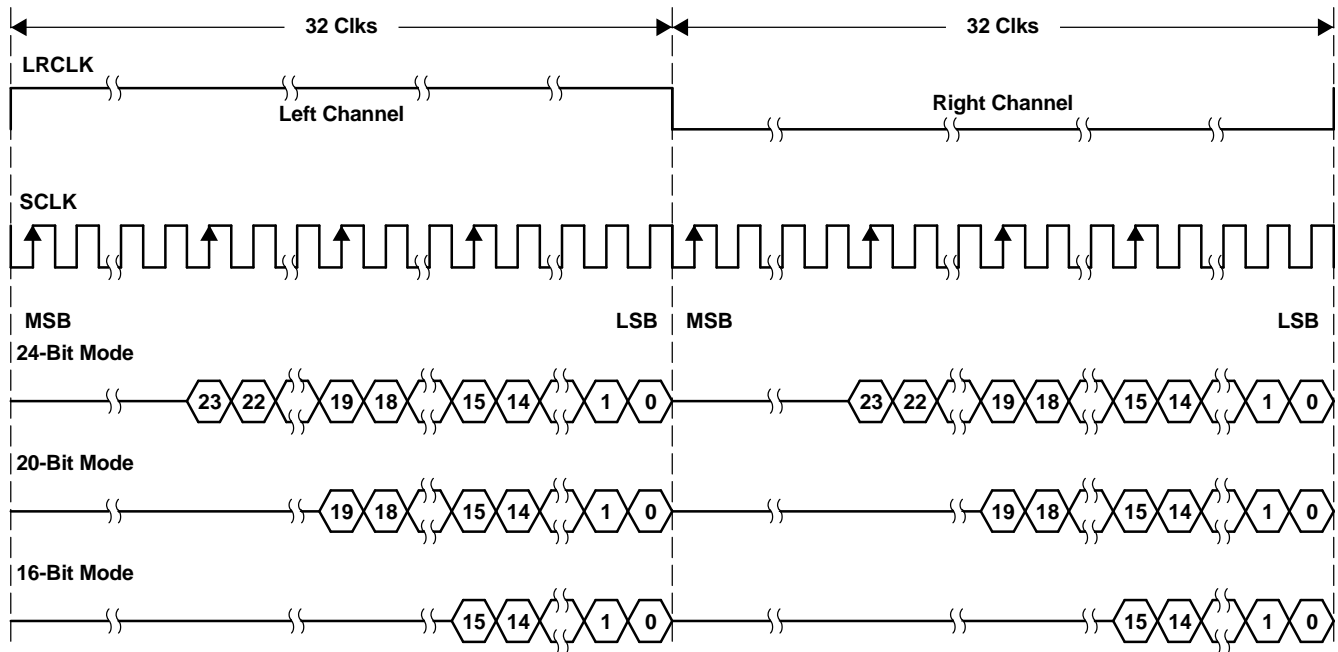 32 Clks 32 Clks
LRCLK
Left Channel Right Channel
SCLK
MSB LSB MSB LSB
24-Bit Mode
23 22 19 18 15 14 1 0 23 22 19 18 15 14 1 0
20-Bit Mode
19 18 15 14 1 0 19 18 15 14 1 0
16-Bit Mode
15 14 1 0 15 14 1 0